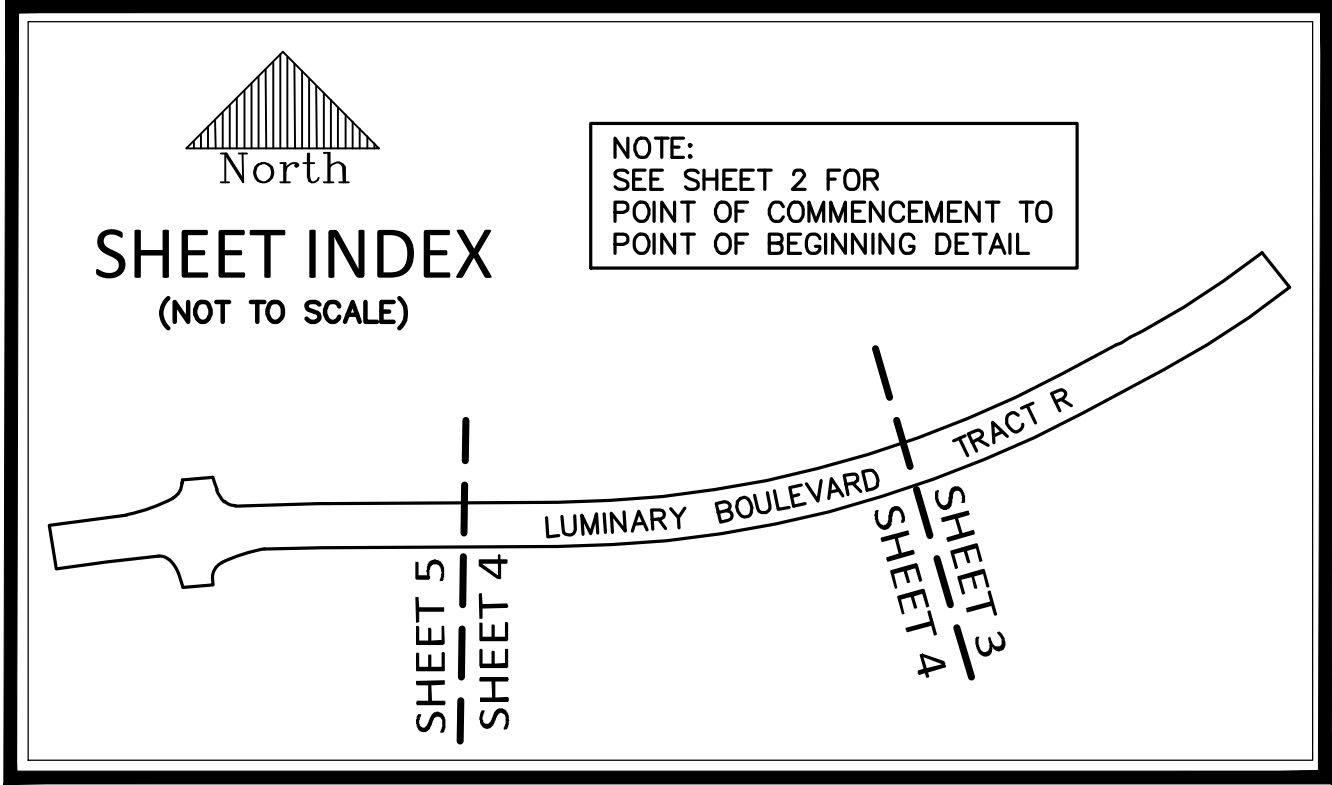 North
SHEET INDEX
(NOT TO SCALE)
NOTE:
SEE SHEET 2 FOR
POINT OF COMMENCEMENT TO
POINT OF BEGINNING DETAIL
LUMINARY BOULEVARD
TRACT R
SHEET 5
SHEET 4
SHEET 4
SHEET 3